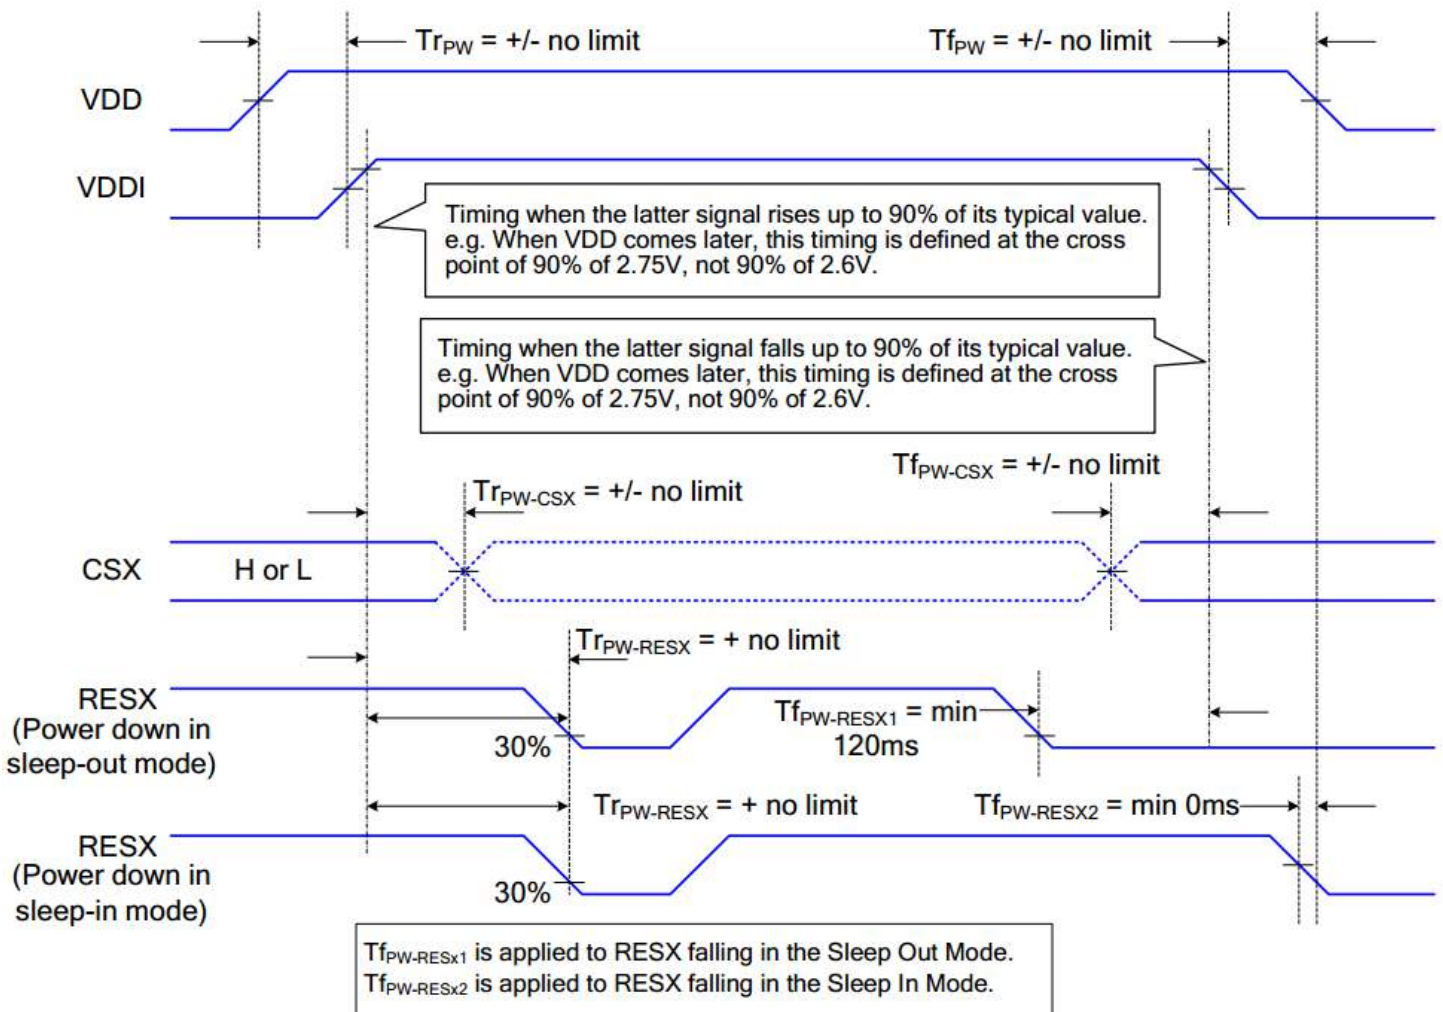 TrPW = +/- no limit
TfPW = +/- no limit
VDD
VDDI
Timing when the latter signal rises up to 90% of its typical value.
e.g. When VDD comes later, this timing is defined at the cross
point of 90% of 2.75V, not 90% of 2.6V.
Timing when the latter signal falls up to 90% of its typical value.
e.g. When VDD comes later, this timing is defined at the cross
point of 90% of 2.75V, not 90% of 2.6V.
TfPW-CSX = +/- no limit
TrPW-CSX = +/- no limit
CSX
H or L
TrPW-RESX = + no limit
RESX
(Power down in
sleep-out mode)
30%
TfPW-RESX1 = min
120ms
TrPW-RESX = + no limit
TfPW-RESX2 = min 0ms
RESX
(Power down in
sleep-in mode)
30%
TfPW-RESx1 is applied to RESX falling in the Sleep Out Mode.
TfPW-RESx2 is applied to RESX falling in the Sleep In Mode.